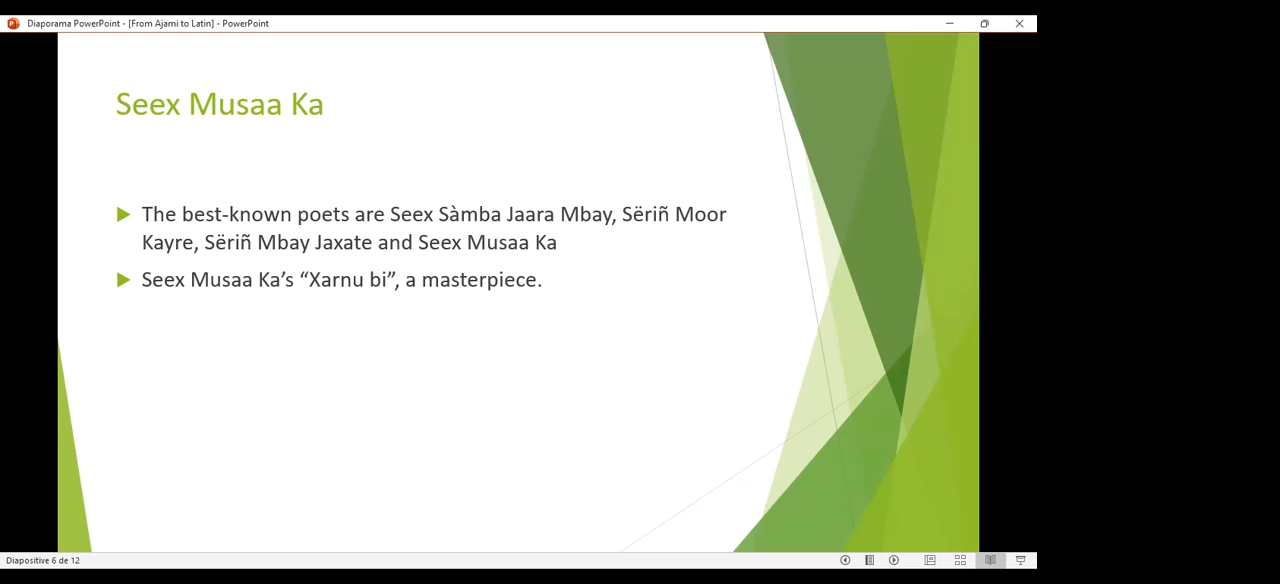 Diaporama PowerPoint - [From Ajami to Latin] - PowerPoint
Seex Musaa Ka
The best-known poets are Seex Sàmba Jaara Mbay, Sëriñ Moor
Kayre, Sëriñ Mbay Jaxate and Seex Musaa Ka
Seex Musaa Ka’s “Xarnu bi”, a masterpiece.
Diapositive 6 de 12